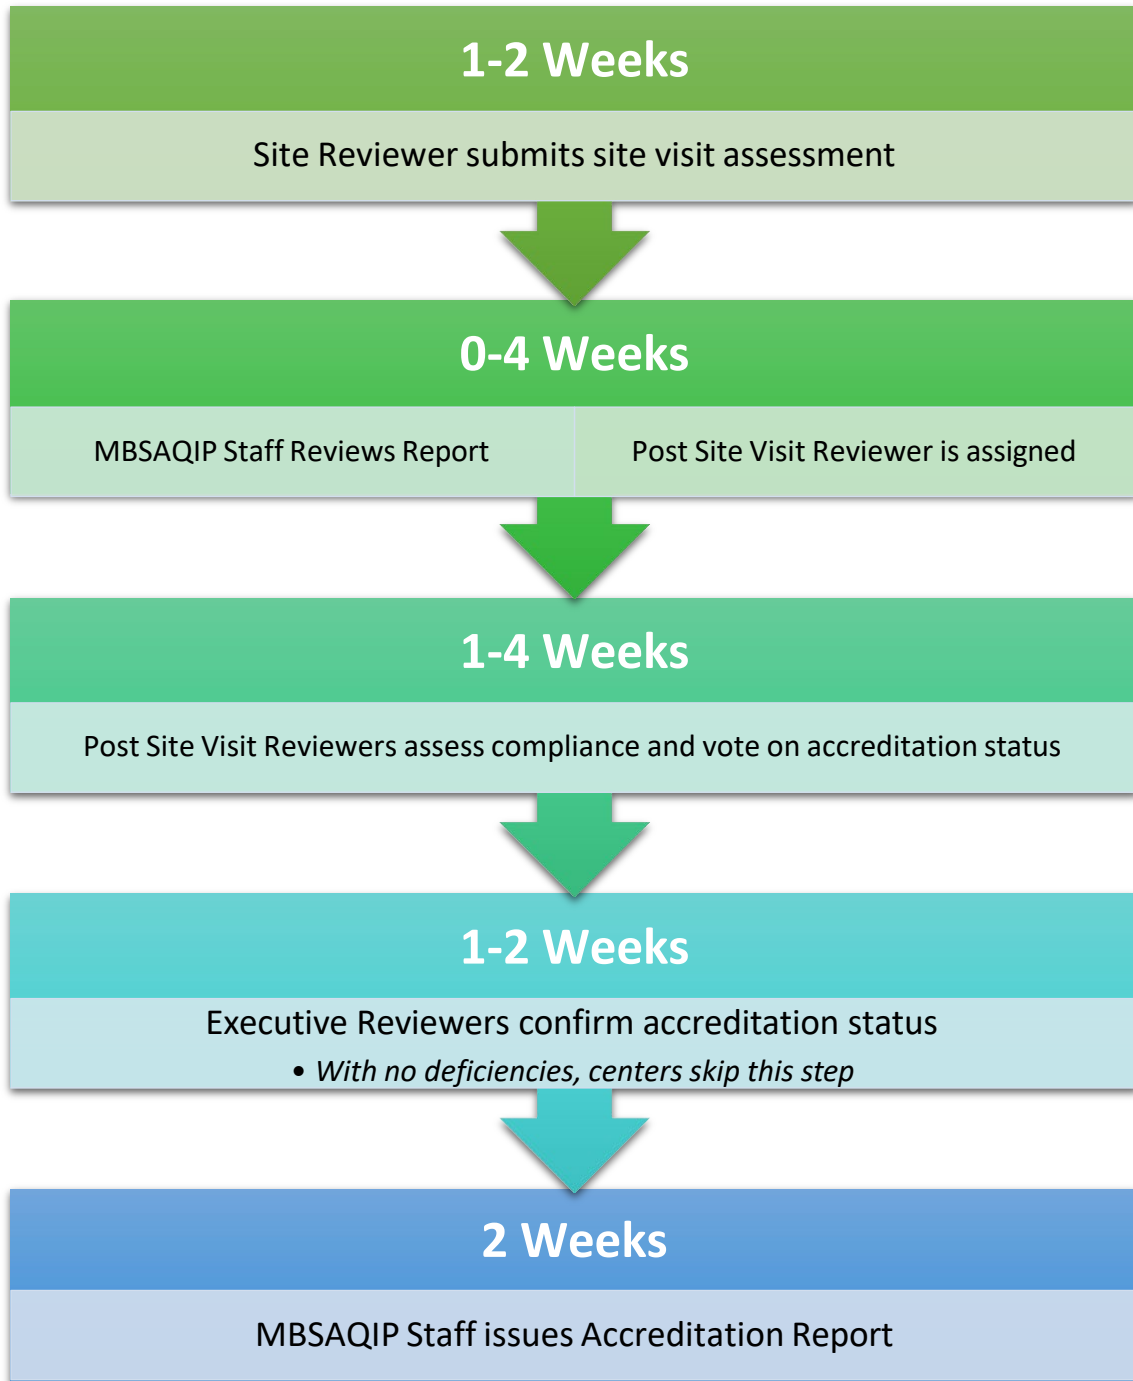 1-2 Weeks
Site Reviewer submits site visit assessment
0-4 Weeks
MBSAQIP Staff Reviews Report
Post Site Visit Reviewer is assigned
1-4 Weeks
Post Site Visit Reviewers assess compliance and vote on accreditation status
1-2 Weeks
Executive Reviewers confirm accreditation status
• With no deficiencies, centers skip this step
2 Weeks
MBSAQIP Staff issues Accreditation Report